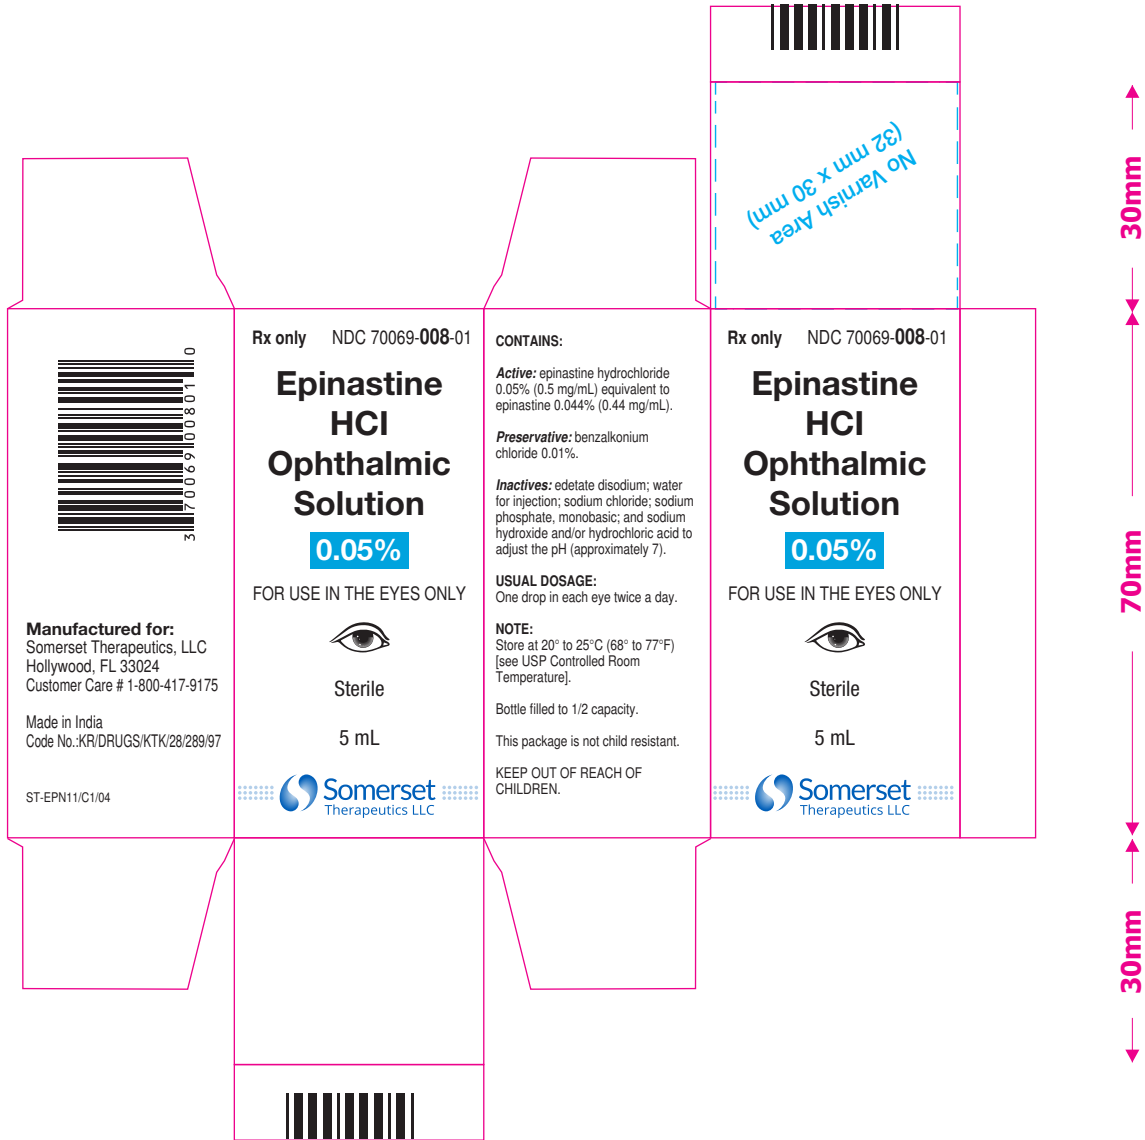 No Varnish Area
(32 mm x 30 mm)
30mm
70mm
30mm
3 70069 00801 0
Manufactured for:
Somerset Therapeutics, LLC
Hollywood, FL 33024
Customer Care # 1-800-417-9175
Made in India
Code No.:KR/DRUGS/KTK/28/289/97
ST-EPN11/C1/04
Rx only NDC 70069-008-01
Epinastine
HCl
Ophthalmic
Solution
0.05%
FOR USE IN THE EYES ONLY
Sterile
5 mL
Somerset
Therapeutics LLC
CONTAINS:
Active: epinastine hydrochloride
0.05% (0.5 mg/mL) equivalent to
epinastine 0.044% (0.44 mg/mL).
Preservative: benzalkonium
chloride 0.01%.
Inactives: edetate disodium; water
for injection; sodium chloride; sodium
phosphate, monobasic; and sodium
hydroxide and/or hydrochloric acid to
adjust the pH (approximately 7).
USUAL DOSAGE:
One drop in each eye twice a day.
NOTE:
Store at 20° to 25°C (68° to 77°F)
[see USP Controlled Room
Temperature].
Bottle filled to 1/2 capacity.
This package is not child resistant.
KEEP OUT OF REACH OF
CHILDREN.
Rx only NDC 70069-008-01
Epinastine
HCl
Ophthalmic
Solution
0.05%
FOR USE IN THE EYES ONLY
Sterile
5 mL
Somerset
Therapeutics LLC